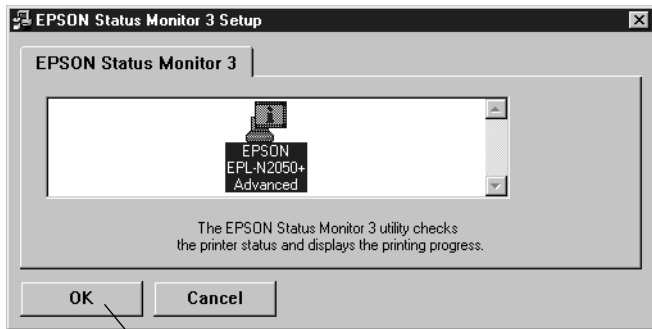 EPSON Status Monitor 3 Setup
EPSON Status Monitor 3
EPSON
EPL-N2050+
Advanced
The EPSON Status Monitor 3 utility checks
the printer status and displays the printing progress.
OK
Cancel